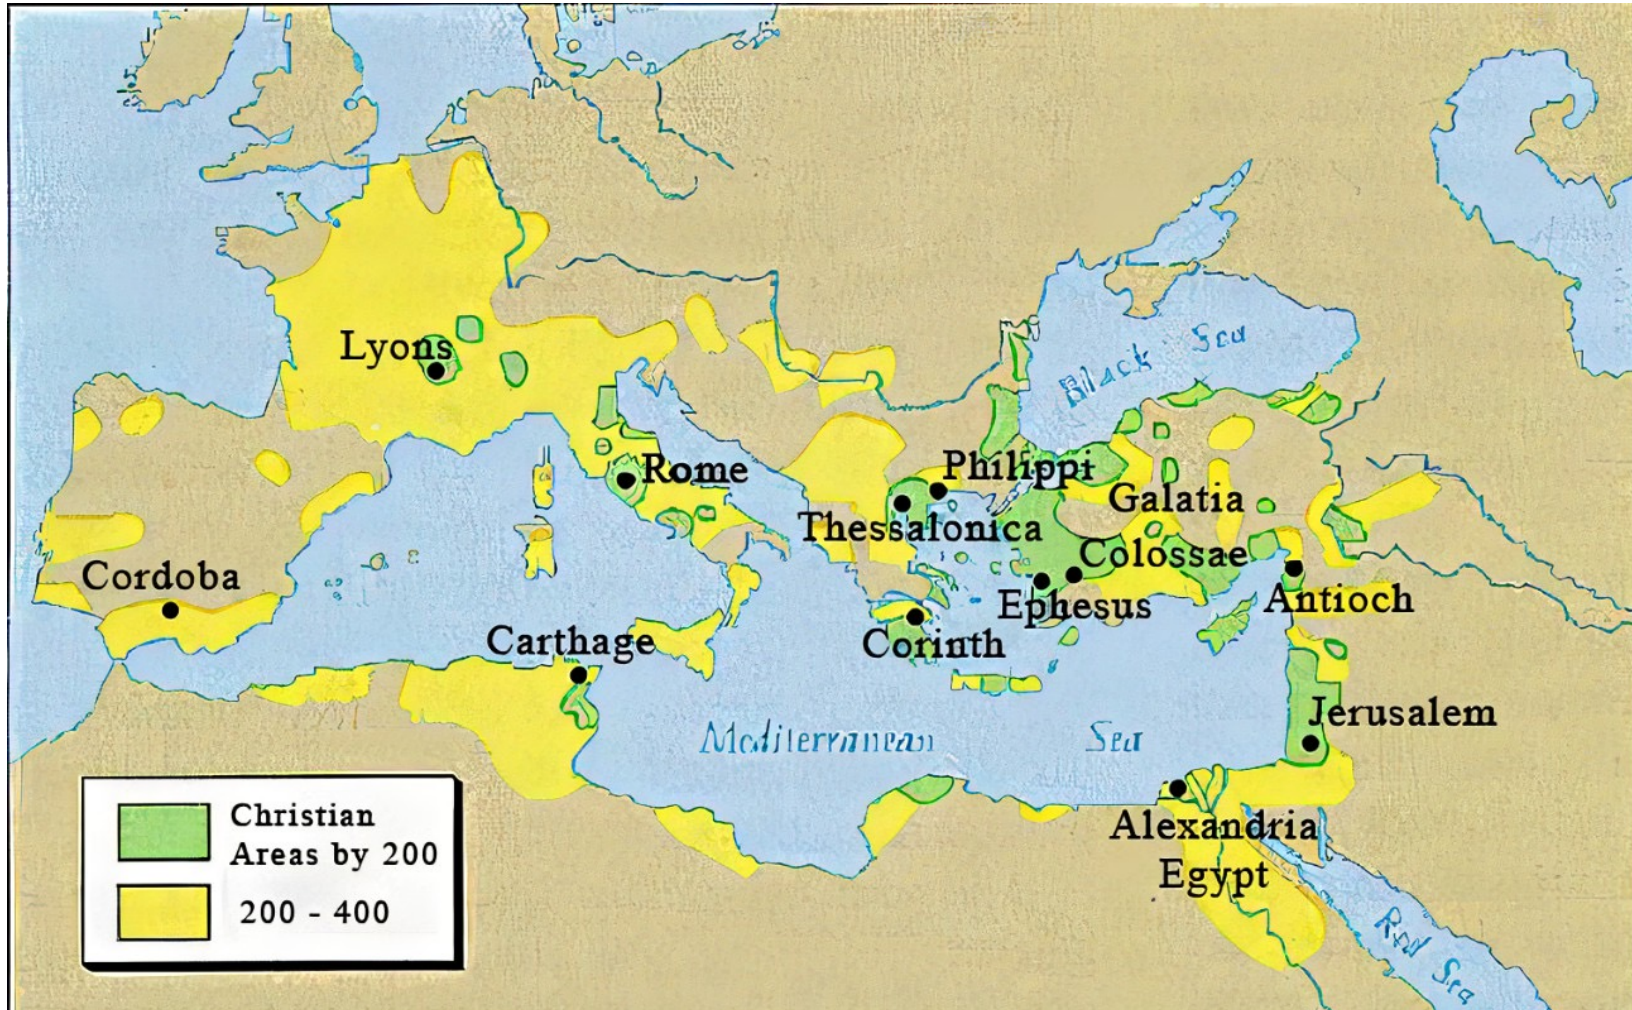 Lyons
Black Sea
Rome
Philippi
Galatia
Thessalonica
Colossae
Cordoba
Ephesus
Antioch
Carthage
Corinth
Jerusalem
Mediterranean Sea
Alexandria
Egypt
Red Sea
Christian
Areas by 200
200 - 400